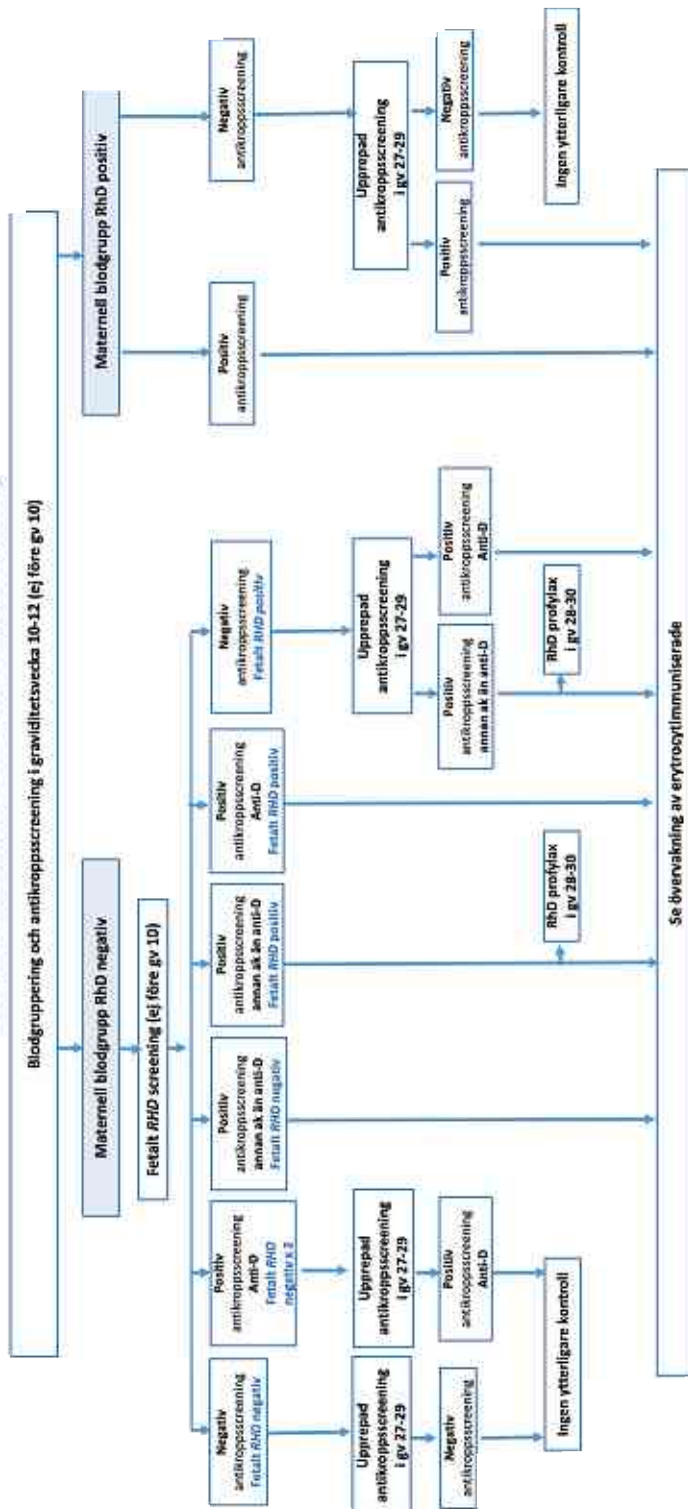 Blodgruppering och antikroppsscreening i graviditetsvecka 10-12 (ej före gv 10)
Maternell blodgrupp RhD negativ
Maternell blodgrupp RhD positiv
Fetalt RHD screening (ej före gv 10)
Negativ
antikroppsscreening
Fetalt RHD negativ
Positiv
antikroppsscreening
Anti-D
Fetalt RHD
negativ x 2
Positiv
antikroppsscreening
annan ak än anti-D
Fetalt RHD negativ
Positiv
antikroppsscreening
annan ak än anti-D
Fetalt RHD positiv
Positiv
antikroppsscreening
Anti-D
Fetalt RHD positiv
Negativ
antikroppsscreening
Fetalt RHD positiv
Positiv
antikroppsscreening
Negativ
antikroppsscreening
Upprepad
antikroppsscreening
i gv 27-29
Upprepad
antikroppsscreening
i gv 27-29
Upprepad
antikroppsscreening
i gv 27-29
Upprepad
antikroppsscreening
i gv 27-29
Negativ
antikroppsscreening
Positiv
antikroppsscreening
Anti-D
Positiv
antikroppsscreening
annan ak än anti-D
Positiv
antikroppsscreening
Anti-D
Positiv
antikroppsscreening
Negativ
antikroppsscreening
Ingen ytterligare kontroll
RhD profylax
i gv 28-30
RhD profylax
i gv 28-30
Ingen ytterligare kontroll
Se övervakning av erytrocytimmuniserade